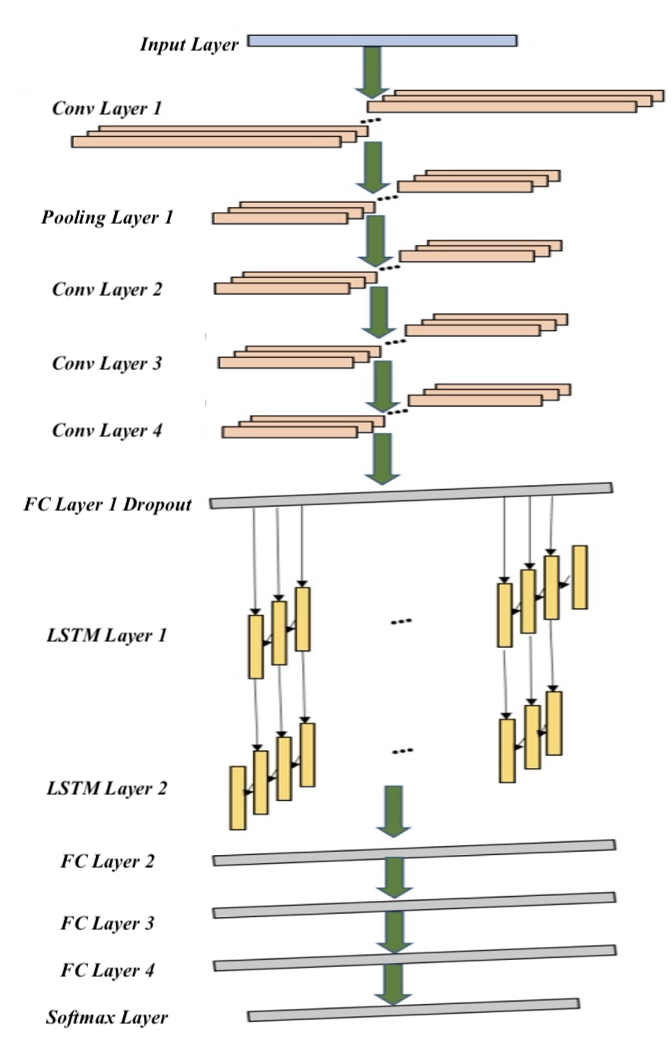 Input Layer
Conv Layer 1
Pooling Layer 1
Conv Layer 2
Conv Layer 3
Conv Layer 4
FC Layer 1 Dropout
LSTM Layer 1
LSTM Layer 2
FC Layer 2
FC Layer 3
FC Layer 4
Softmax Layer